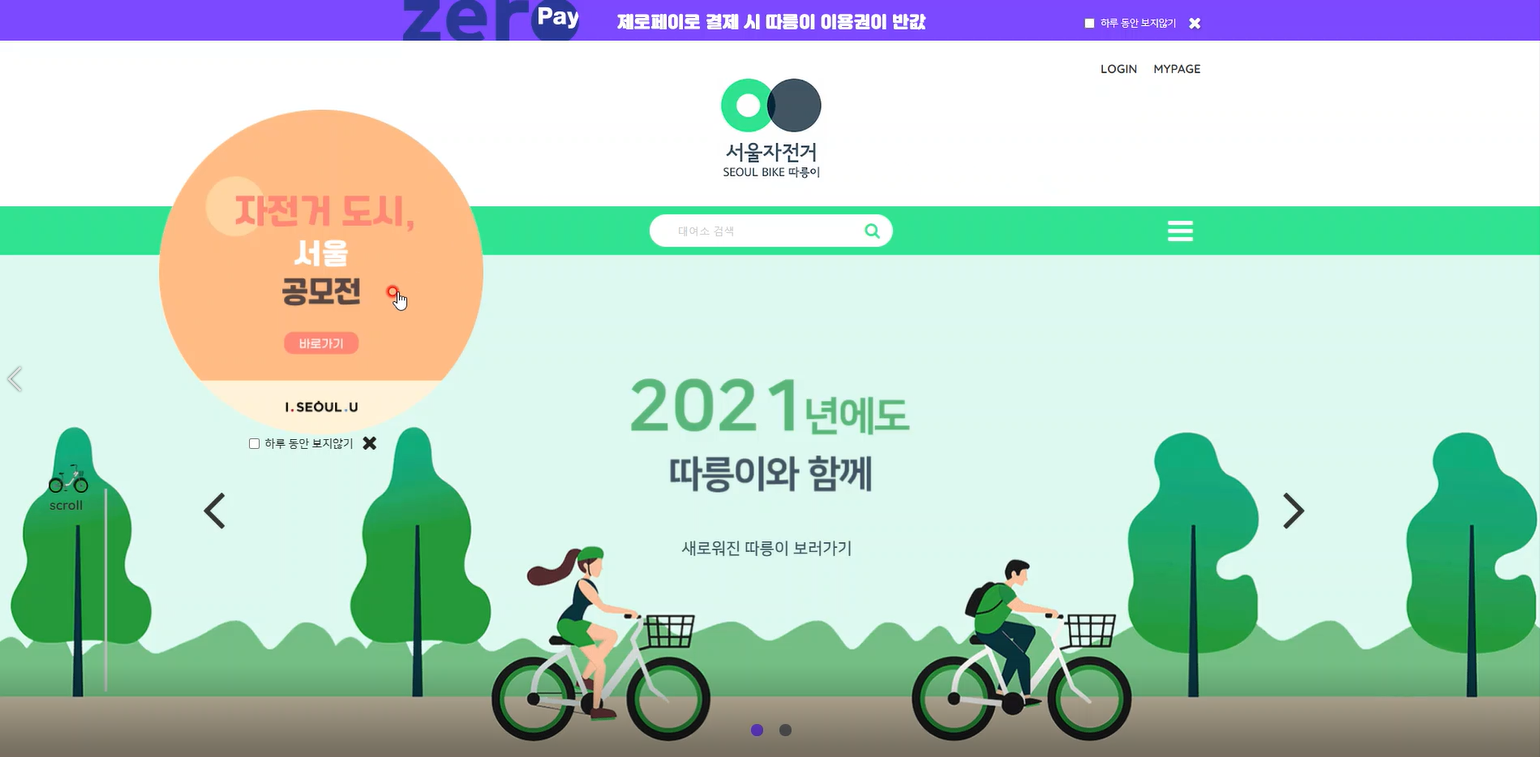 zero Pay
제로페이로 결제 시 따릉이 이용권이 반값
하루 동안 보지않기
LOGIN MYPAGE
서울자전거
SEOUL BIKE 따릉이
대여소 검색
자전거 도시,
서울
공모전
바로가기
I.SEOUL.U
하루 동안 보지않기
scroll
2021년에도
따릉이와 함께
새로워진 따릉이 보러가기